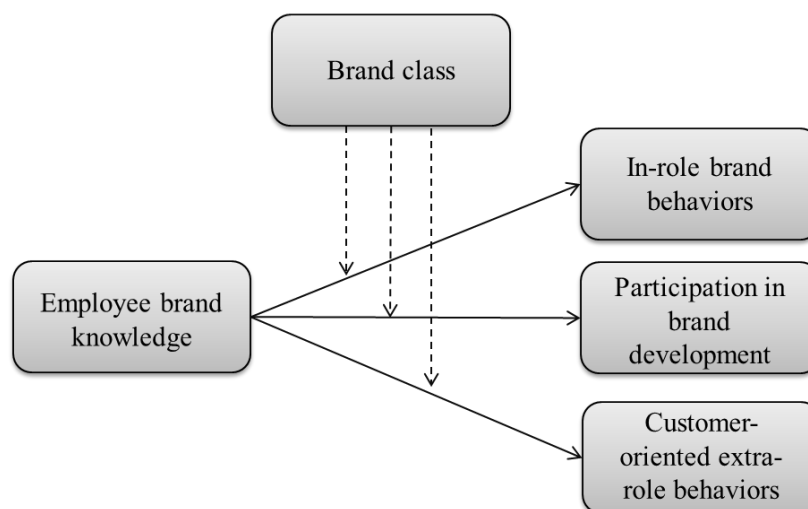 Brand class
In-role brand
behaviors
Employee brand
knowledge
Participation in
brand
development
Customer-
oriented extra-
role behaviors